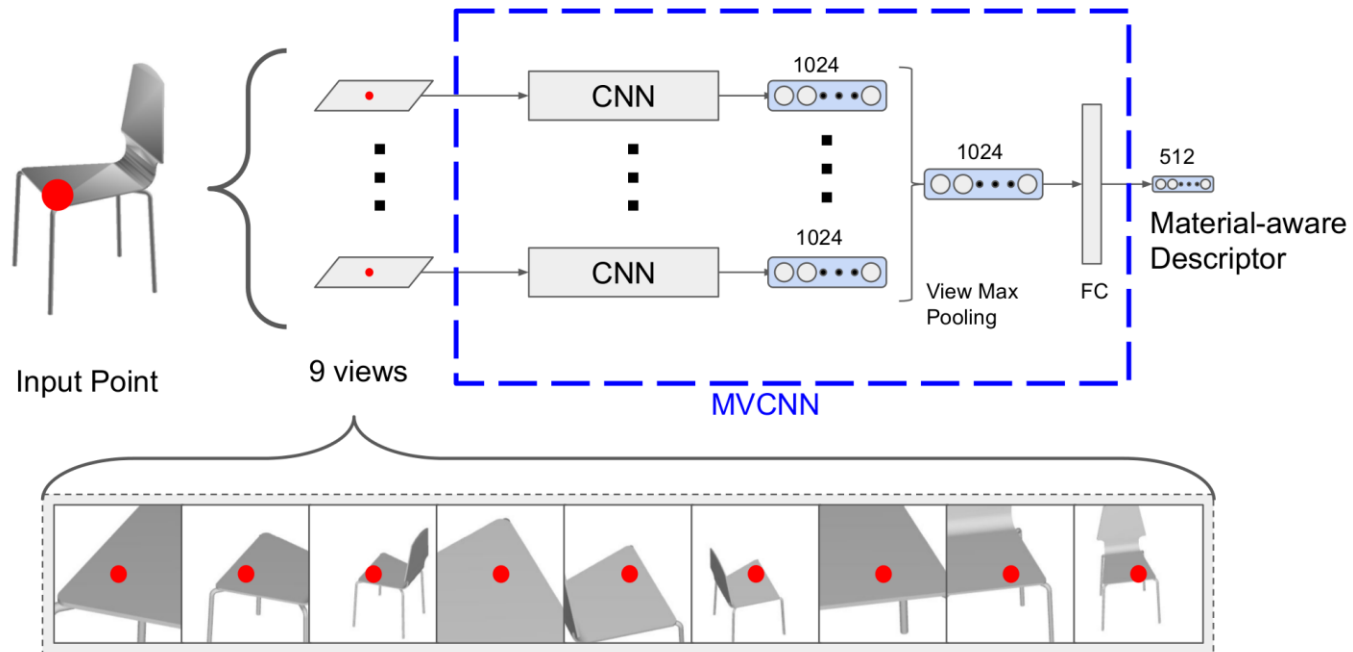 1024
CNN
1024
512
1024
CNN
Material-aware
Descriptor
View Max
Pooling
FC
Input Point
9 views
MVCNN